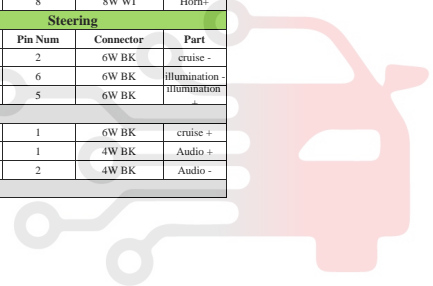 8 8W WT Horn+
Steering
Pin Num Connector Part
2 6W BK cruise -
6 6W BK illumination -
5 6W BK illumination
+
1 6W BK cruise +
1 4W BK Audio +
2 4W BK Audio -